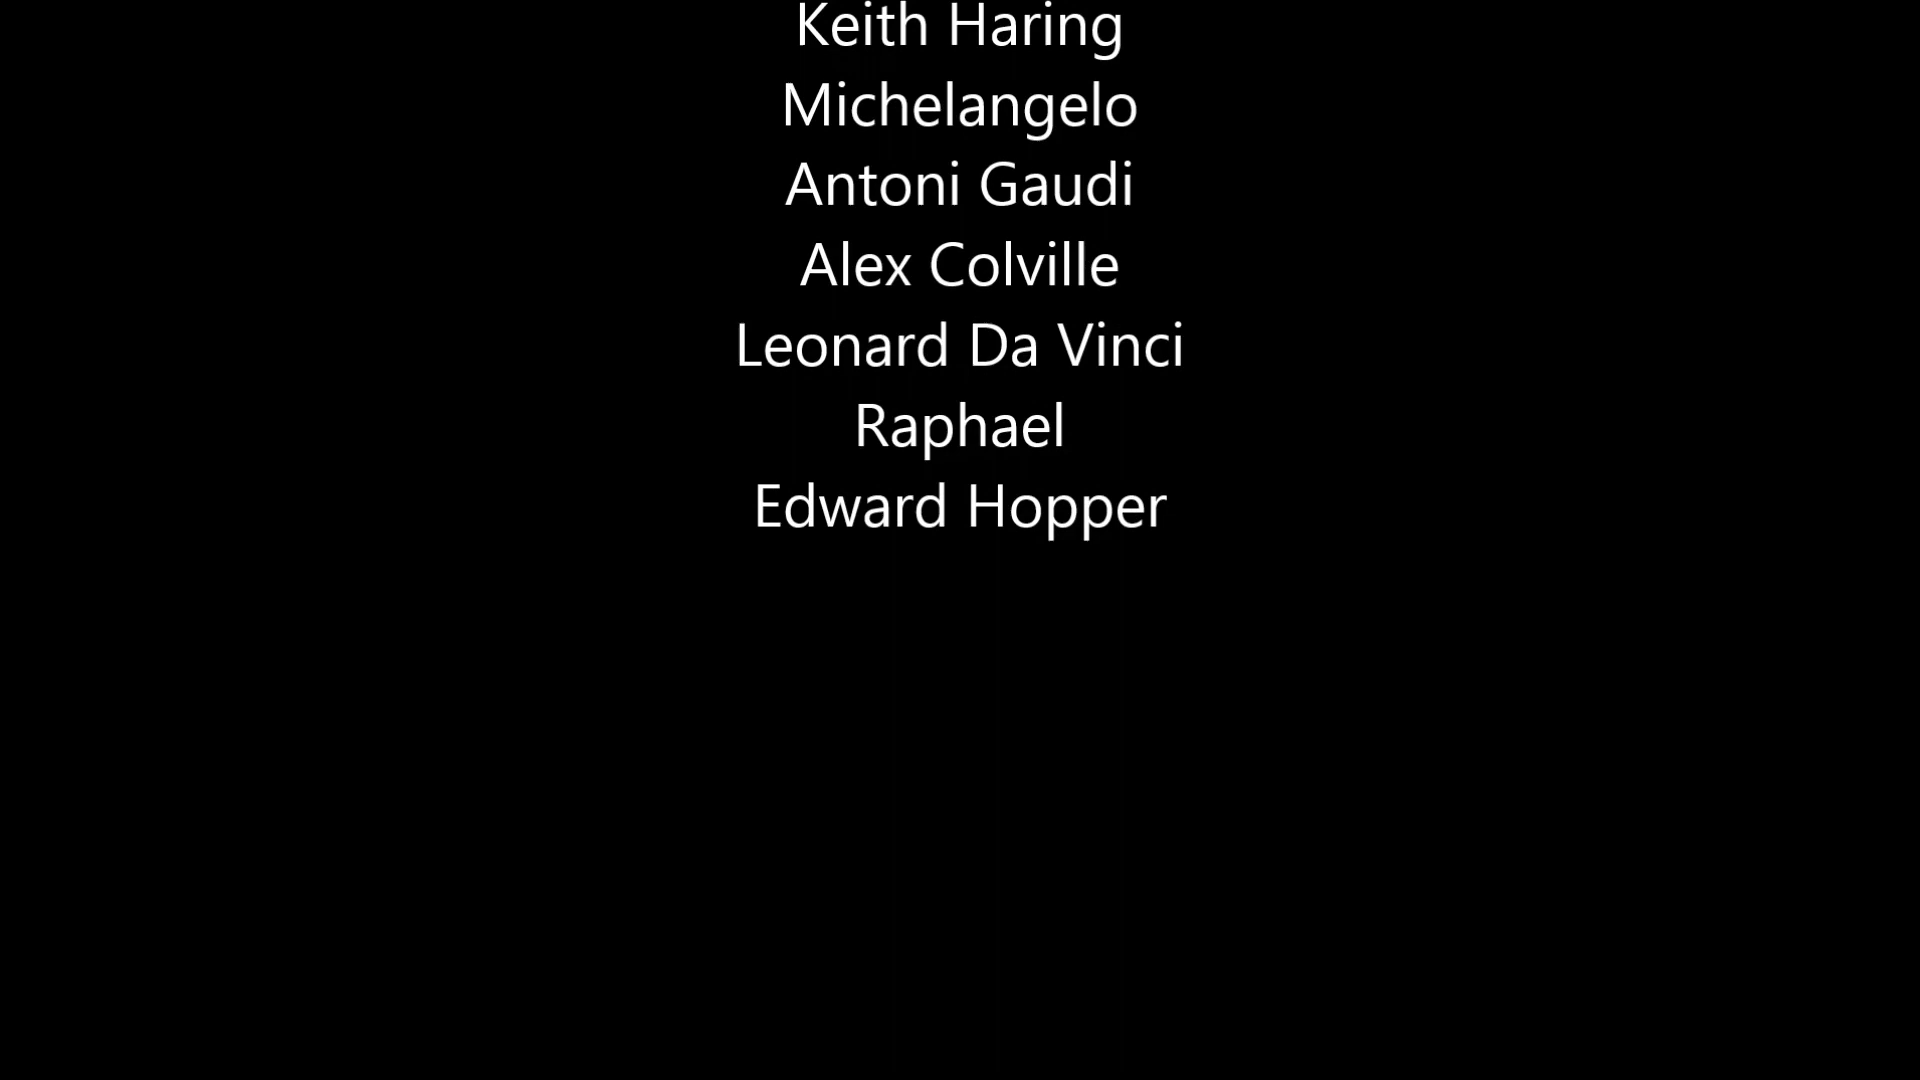 Keith Haring
Michelangelo
Antoni Gaudi
Alex Colville
Leonard Da Vinci
Raphael
Edward Hopper